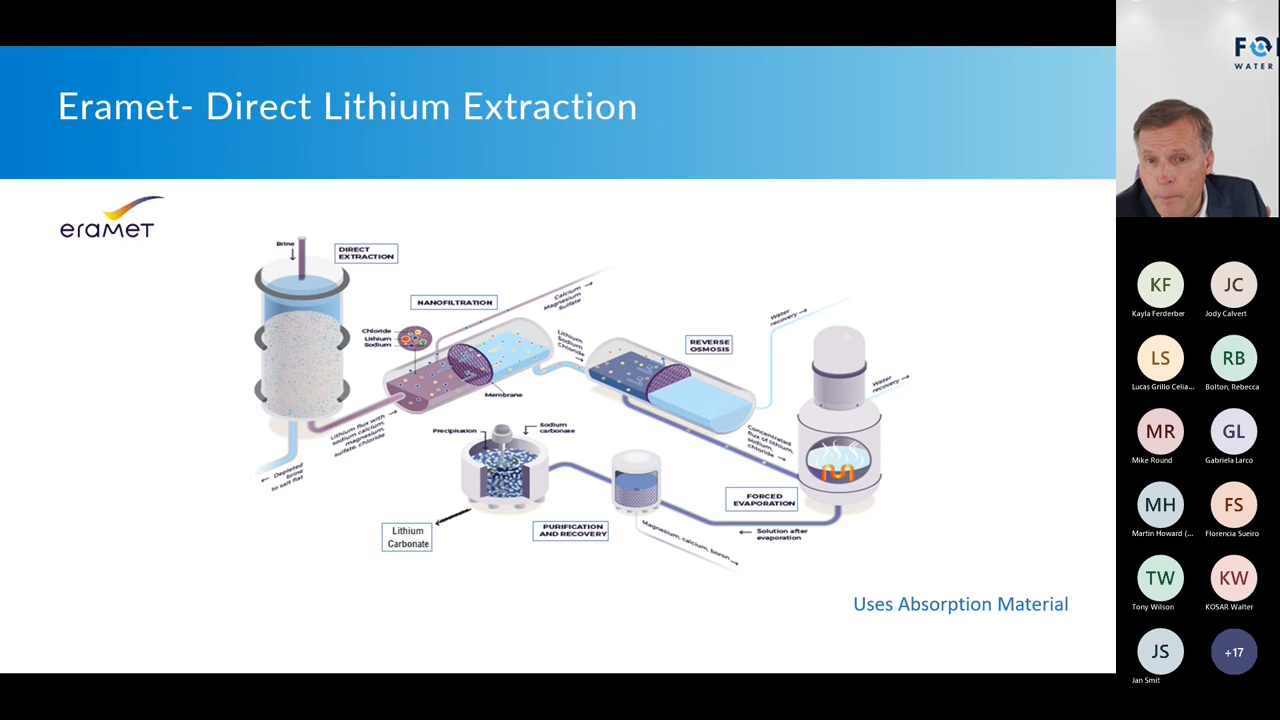 Eramet- Direct Lithium Extraction
eramet
Brine
DIRECT
EXTRACTION
NANOFILTRATION
Calcium
Magnesium
Sulfate
Chloride
Lithium
Sodium
Membrane
Lithium
Sodium
Chloride
REVERSE
OSMOSIS
Water
recovery
Water
recovery
Lithium flux with
sodium calcium,
magnesium,
sulfate, chloride
Depleted
brine
to salt flat
Precipitation
Sodium
carbonate
Concentrated
flux of lithium,
sodium,
chloride
FORCED
EVAPORATION
Solution after
evaporation
PURIFICATION
AND RECOVERY
Magnesium, calcium, boron
Lithium
Carbonate
Uses Absorption Material
WATER
KF
Kayla Ferderber
JC
Jody Calvert
LS
Lucas Grillo Celia...
RB
Bolton, Rebecca
MR
Mike Round
GL
Gabriela Larco
MH
Martin Howard (...
FS
Florencia Sueiro
TW
Tony Wilson
KW
KOSAR Walter
JS
Jan Smit
+17